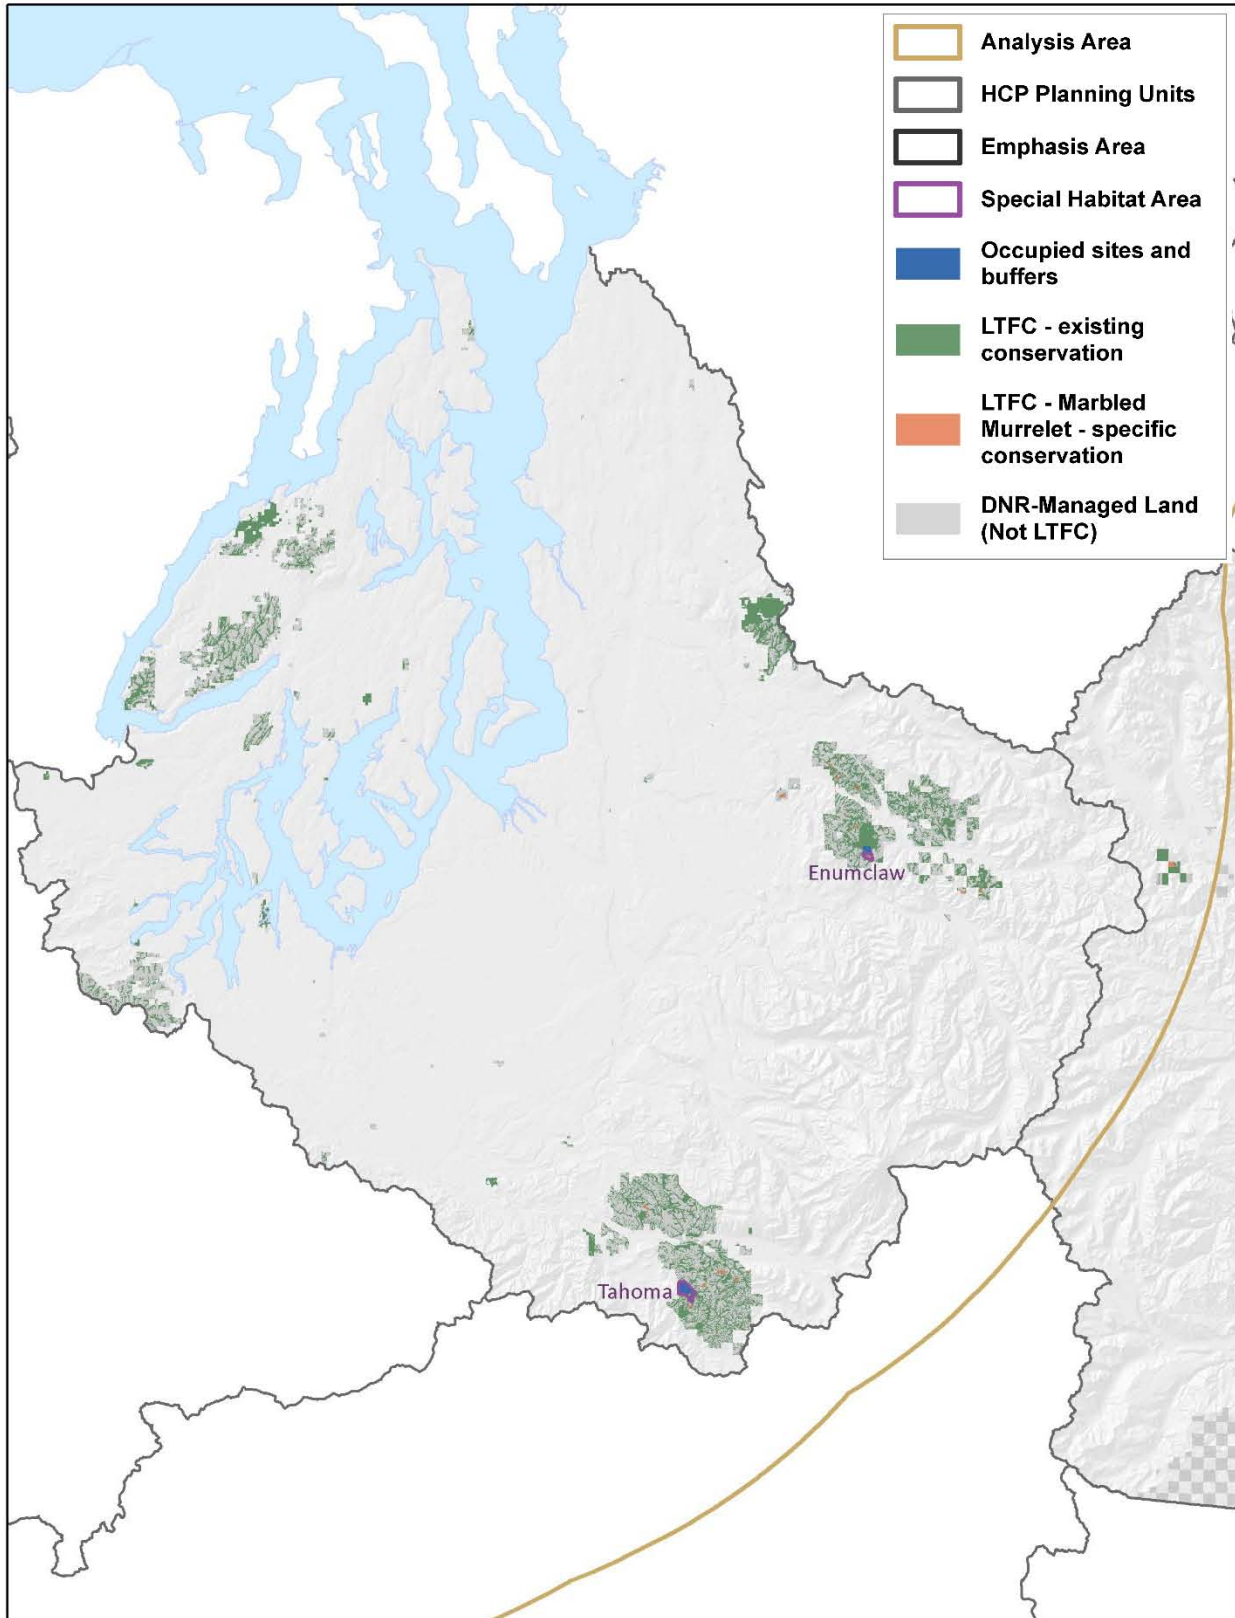 Analysis Area
HCP Planning Units
Emphasis Area
Special Habitat Area
Occupied sites and
buffers
LTFC - existing
conservation
LTFC - Marbled
Murrelet - specific
conservation
DNR-Managed Land
(Not LTFC)
Enumclaw
Tahoma